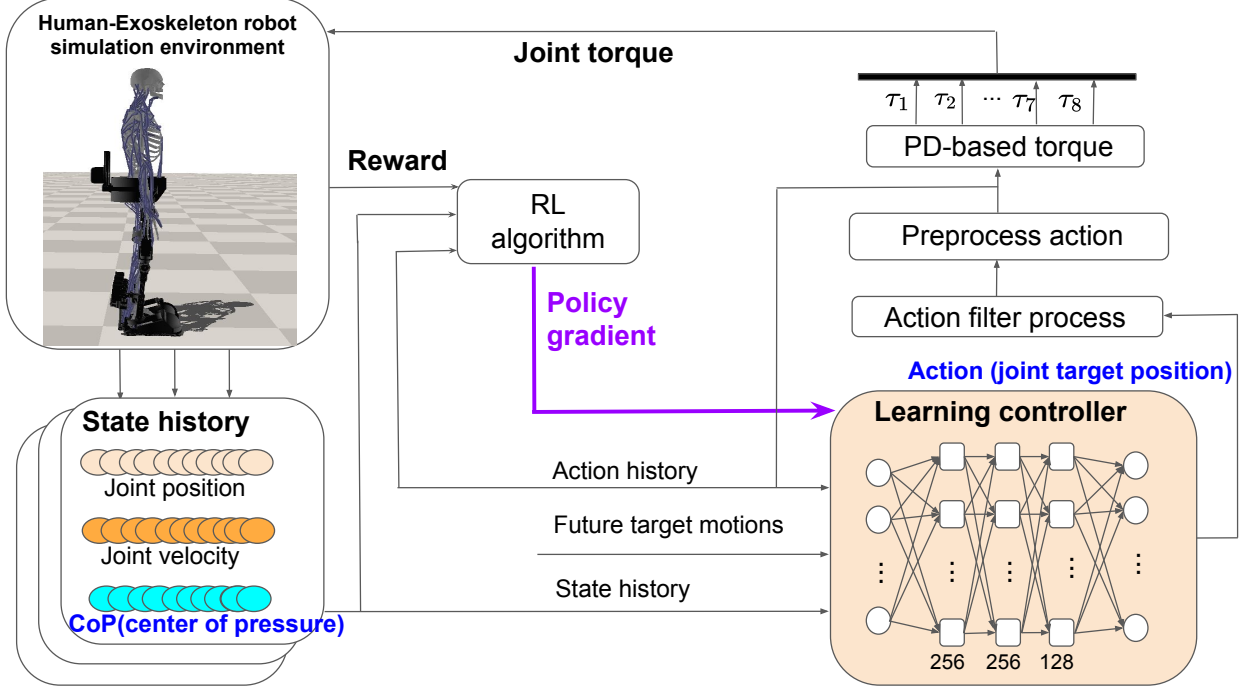 Human-Exoskeleton robot
simulation environment
Joint torque
τ1 τ2 ... τ7 τ8
PD-based torque
Reward
RL
algorithm
Preprocess action
Policy
gradient
Action filter process
Action (joint target position)
Learning controller
State history
Joint position
Joint velocity
CoP(center of pressure)
Action history
Future target motions
State history
256 256 128